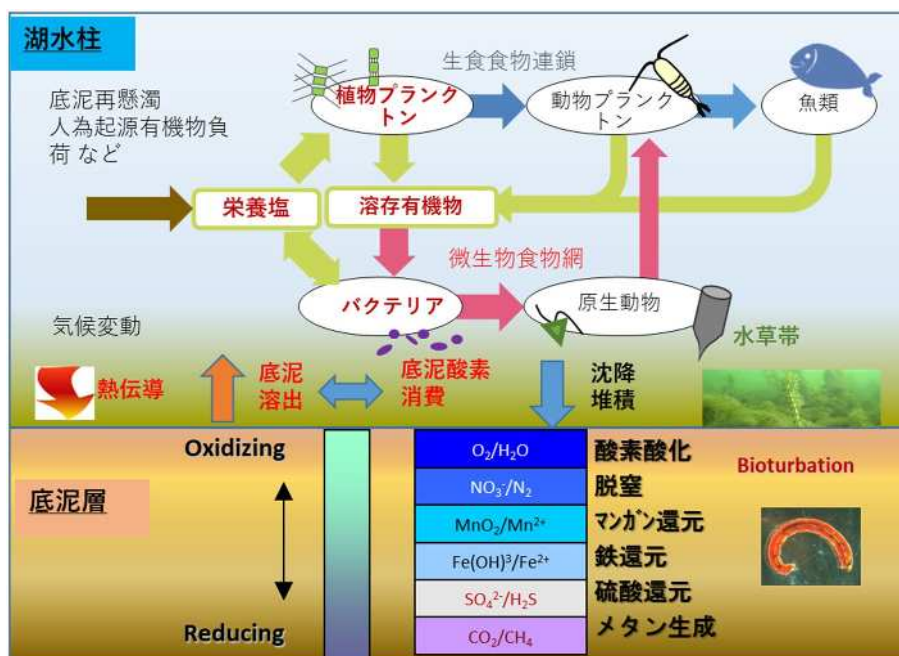 湖水柱
底泥再懸濁
人為起源有機物負
荷 など
生食食物連鎖
植物プランク
トン
動物プランク
トン
魚類
栄養塩
溶存有機物
微生物食物網
バクテリア
原生動物
気候変動
水草帯
熱伝導
底泥
溶出
底泥酸素
消費
沈降
堆積
Oxidizing
底泥層
Reducing
O₂/H₂O
酸素酸化
NO₃⁻/N₂
脱窒
MnO₂/Mn²⁺
マンガン還元
Fe(OH)³/Fe²⁺
鉄還元
SO₄²⁻/H₂S
硫酸還元
CO₂/CH₄
メタン生成
Bioturbation